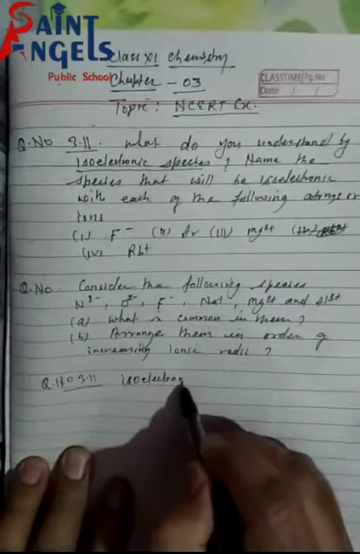 SAINT
ANGELS
Public School
Class XI Chemistry
Chapter - 03
CLASSTIME Pg. No.
Date / /
Topic: NCERT Ex.
Q.No 3.11 What do you understand by
isoelectronic species? Name the
species that will be isoelectronic
with each of the following atoms or
ions
(i) F⁻ (ii) Ar (iii) Mg²⁺
(iv) Rb⁺
Q.No. Consider the following species
N³⁻, O²⁻, F⁻, Na⁺, Mg²⁺ and Al³⁺
(a) What is common in them?
(b) Arrange them in order of
increasing ionic radii?
Q.No 3.11 isoelectron